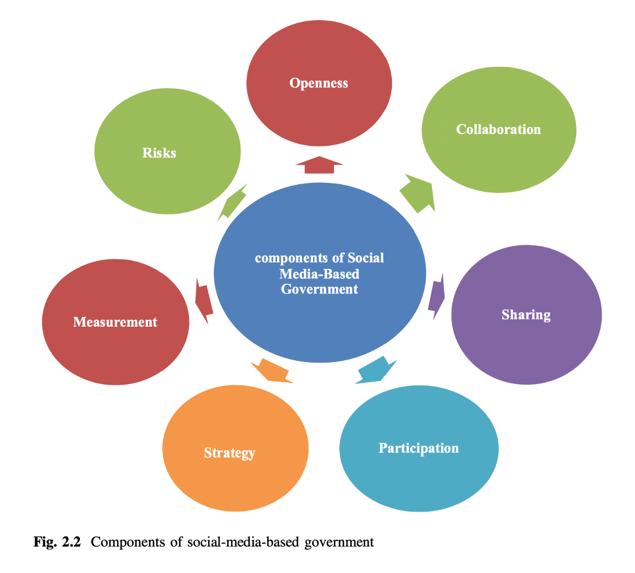 Openness
Collaboration
Risks
components of Social
Media-Based
Government
Sharing
Measurement
Participation
Strategy
Fig. 2.2 Components of social-media-based government